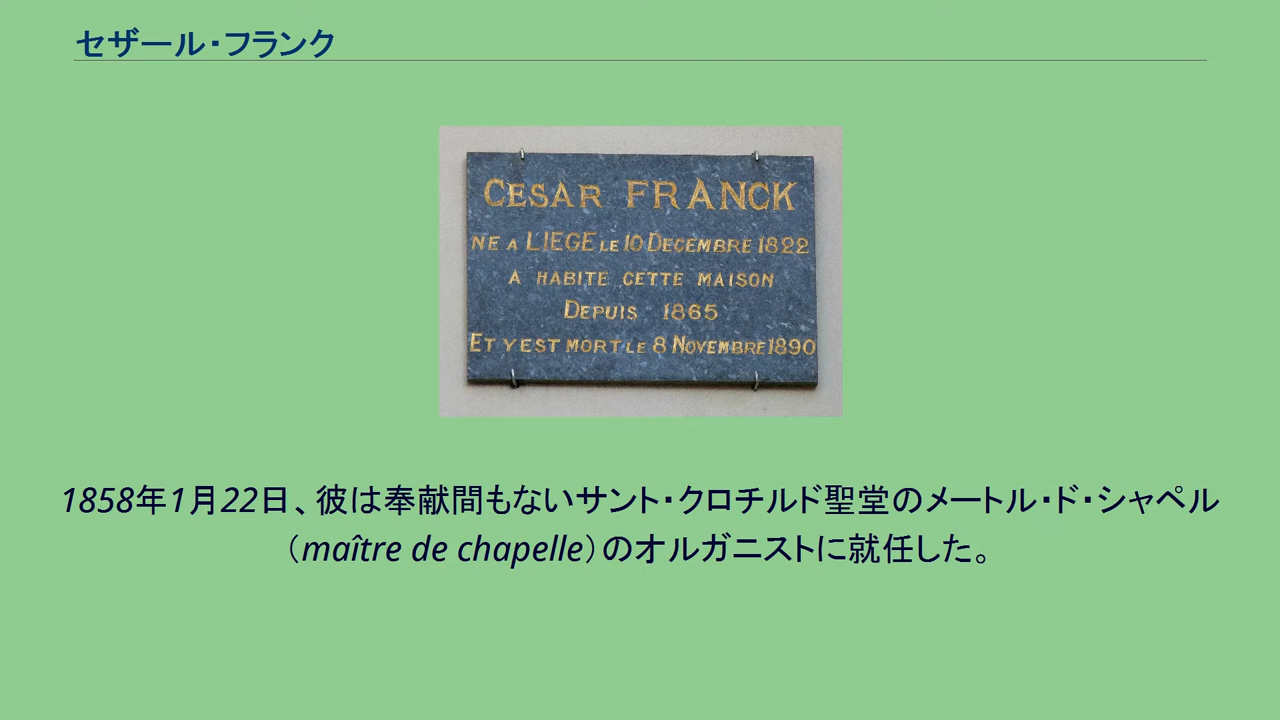 セザール・フランク
CESAR FRANCK
NE A LIEGE LE 10 DECEMBRE 1822
A HABITE CETTE MAISON
DEPUIS 1865
ET Y EST MORT LE 8 NOVEMBRE 1890
1858年1月22日、彼は奉献間もないサント・クロチルド聖堂のメートル・ド・シャペル
（maître de chapelle）のオルガニストに就任した。